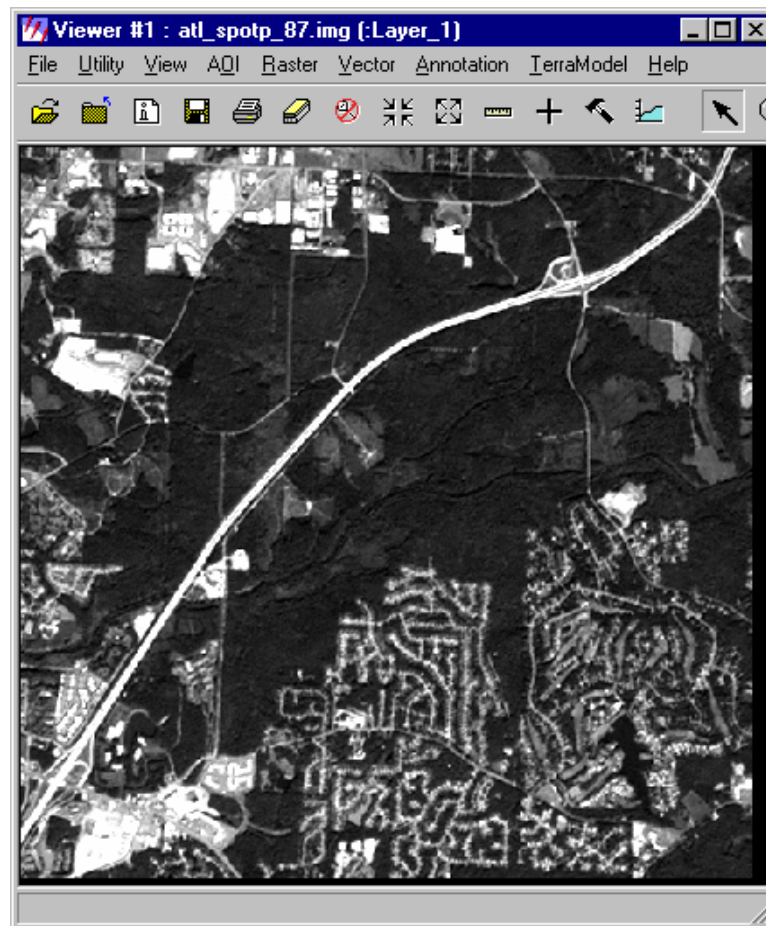 Viewer #1 : atl_spotp_87.img (:Layer_1)
File Utility View AOI Raster Vector Annotation TerraModel Help